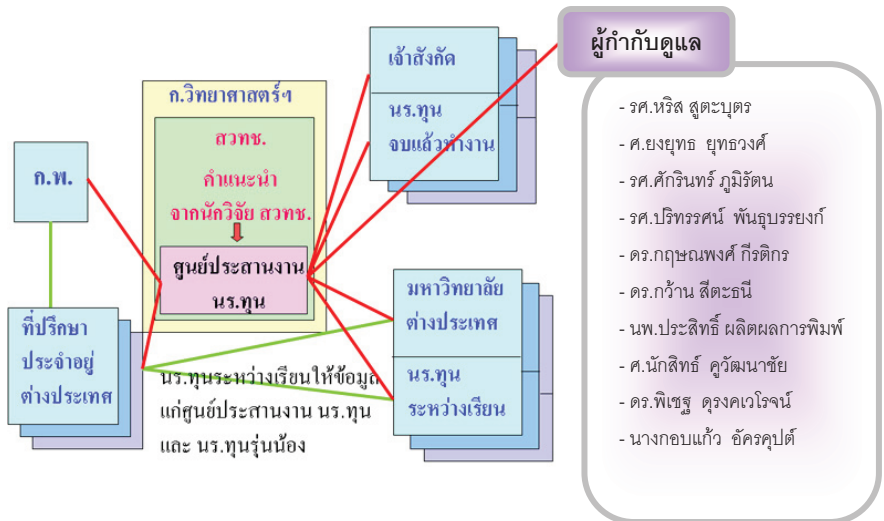 ก.พ.
ที่ปรึกษา
ประจำอยู่
ต่างประเทศ
ก.วิทยาศาสตร์ฯ
สวทช.
คำแนะนำ
จากนักวิจัย สวทช.
ศูนย์ประสานงาน
นร.ทุน
นร.ทุนระหว่างเรียนให้ข้อมูล
แก่ศูนย์ประสานงาน นร.ทุน
และ นร.ทุนรุ่นน้อง
เจ้าสังกัด
นร.ทุน
จบแล้วทำงาน
มหาวิทยาลัย
ต่างประเทศ
นร.ทุน
ระหว่างเรียน
ผู้กำกับดูแล
- รศ.หริส สูตะบุตร
- ศ.ยงยุทธ ยุทธวงศ์
- รศ.ศักรินทร์ ภูมิรัตน
- รศ.ปริทรรศน์ พันธุบรรยงก์
- ดร.กฤษณพงศ์ กีรติกร
- ดร.กว้าน สีตะธนี
- นพ.ประสิทธิ์ ผลิตผลการพิมพ์
- ศ.นักสิทธ์ คูวัฒนาชัย
- ดร.พิเชฐ ดุรงคเวโรจน์
- นางกอบแก้ว อัครคุปต์